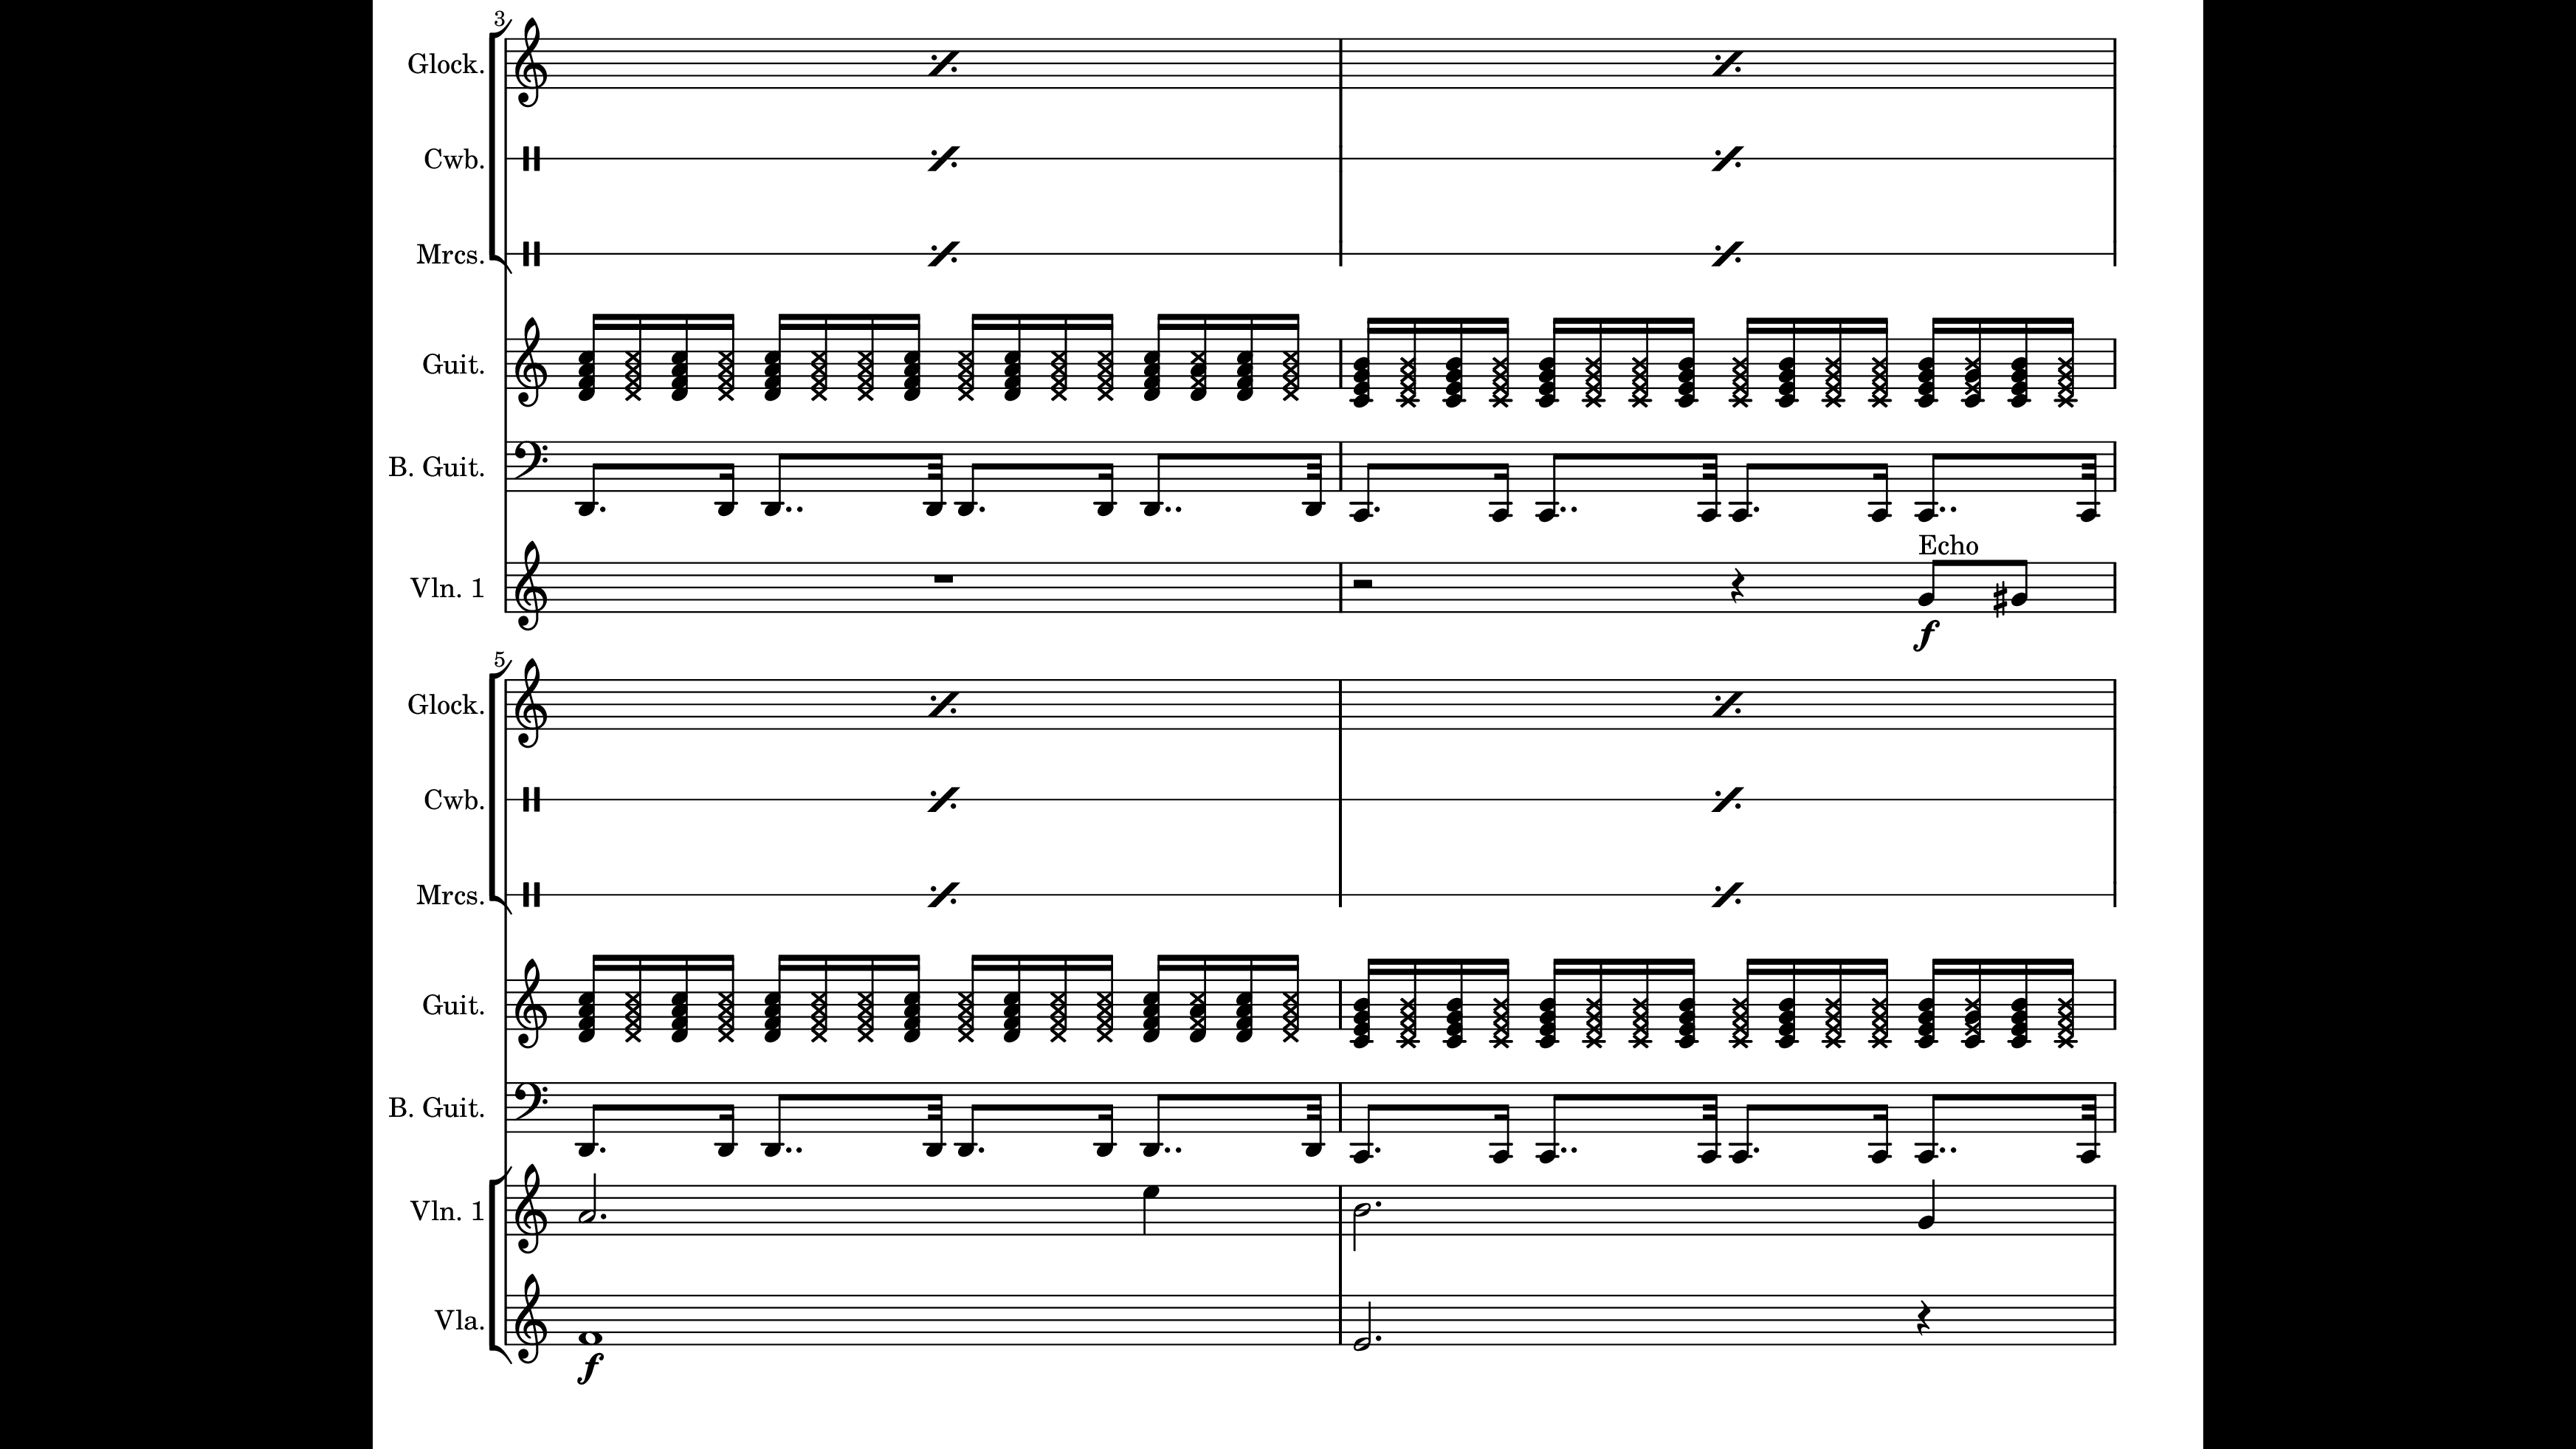 3
Glock.
Cwb.
Mrcs.
Guit.
B. Guit.
Echo
Vln. 1
f
5
Glock.
Cwb.
Mrcs.
Guit.
B. Guit.
Vln. 1
Vla.
f